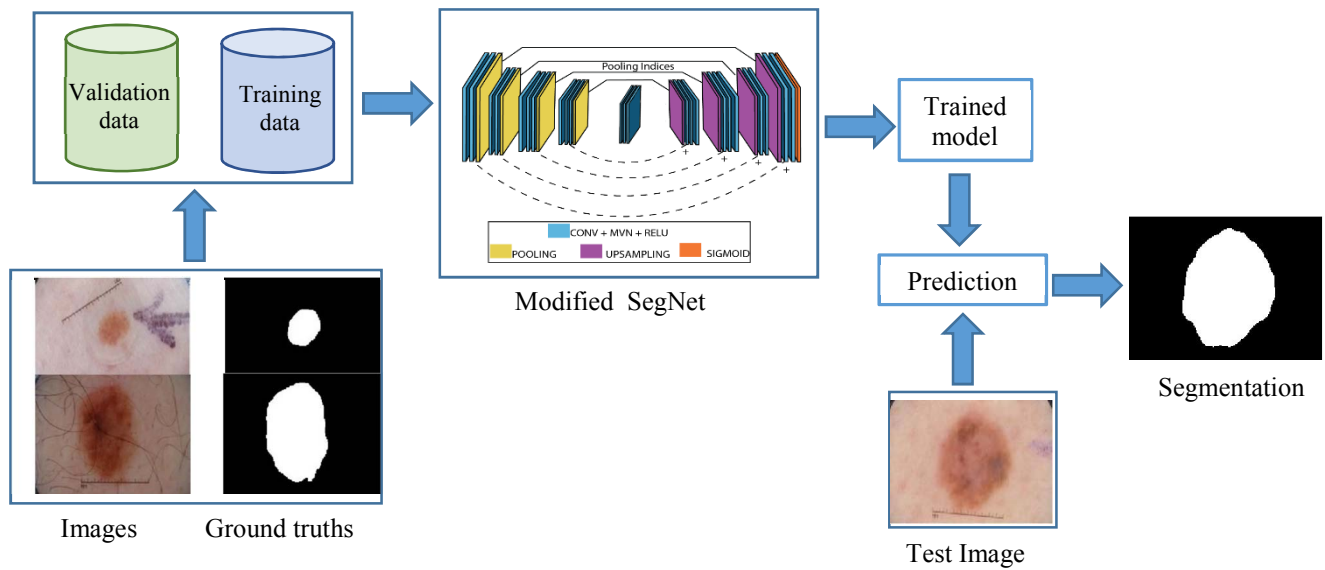 Validation
data
Training
data
Pooling Indices
+
+
+
+
CONV + MVN + RELU
POOLING
UPSAMPLING
SIGMOID
Modified SegNet
Trained
model
Prediction
Segmentation
Images
Ground truths
Test Image